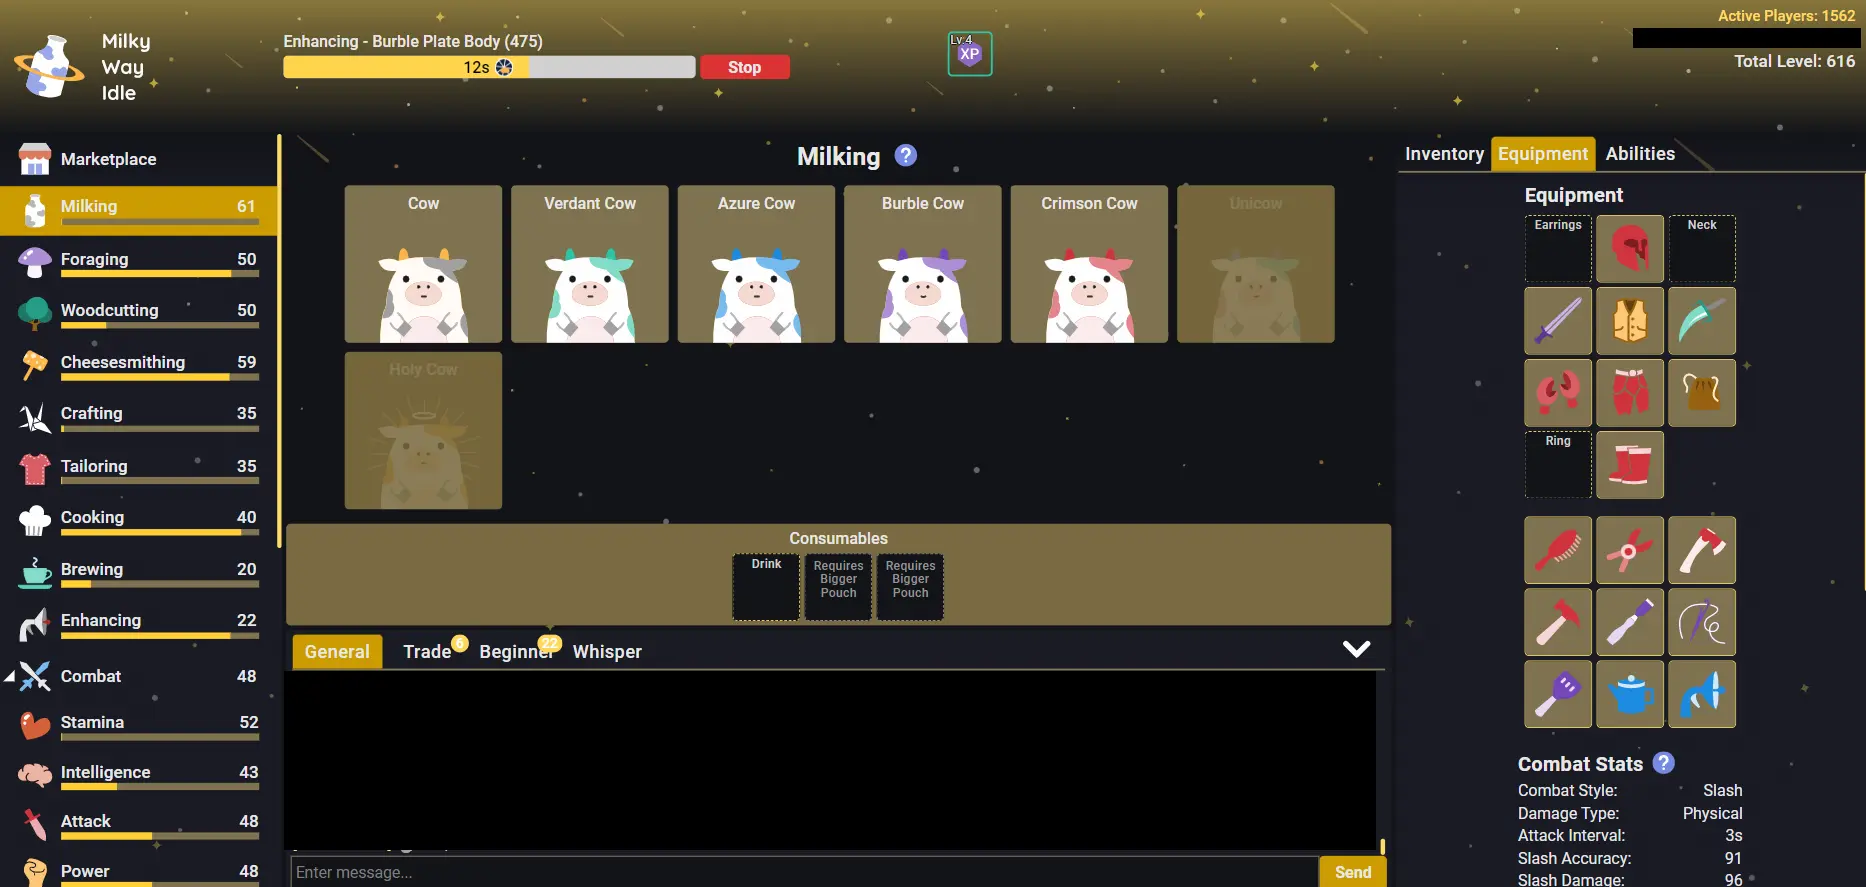 Milky
Way
Idle
Enhancing - Burble Plate Body (475)
12s
Stop
Lv.4
XP
Active Players: 1562
Total Level: 616
Marketplace
Milking 61
Foraging 50
Woodcutting 50
Cheesesmithing 59
Crafting 35
Tailoring 35
Cooking 40
Brewing 20
Enhancing 22
Combat 48
Stamina 52
Intelligence 43
Attack 48
Power 48
Milking ?
Cow
Verdant Cow
Azure Cow
Burble Cow
Crimson Cow
Unicow
Holy Cow
Consumables
Drink
Requires
Bigger
Pouch
Requires
Bigger
Pouch
General Trade 6 Beginner 22 Whisper
Enter message...
Send
Inventory Equipment Abilities
Equipment
Earrings
Neck
Ring
Combat Stats ?
Combat Style: Slash
Damage Type: Physical
Attack Interval: 3s
Slash Accuracy: 91
Slash Damage: 96